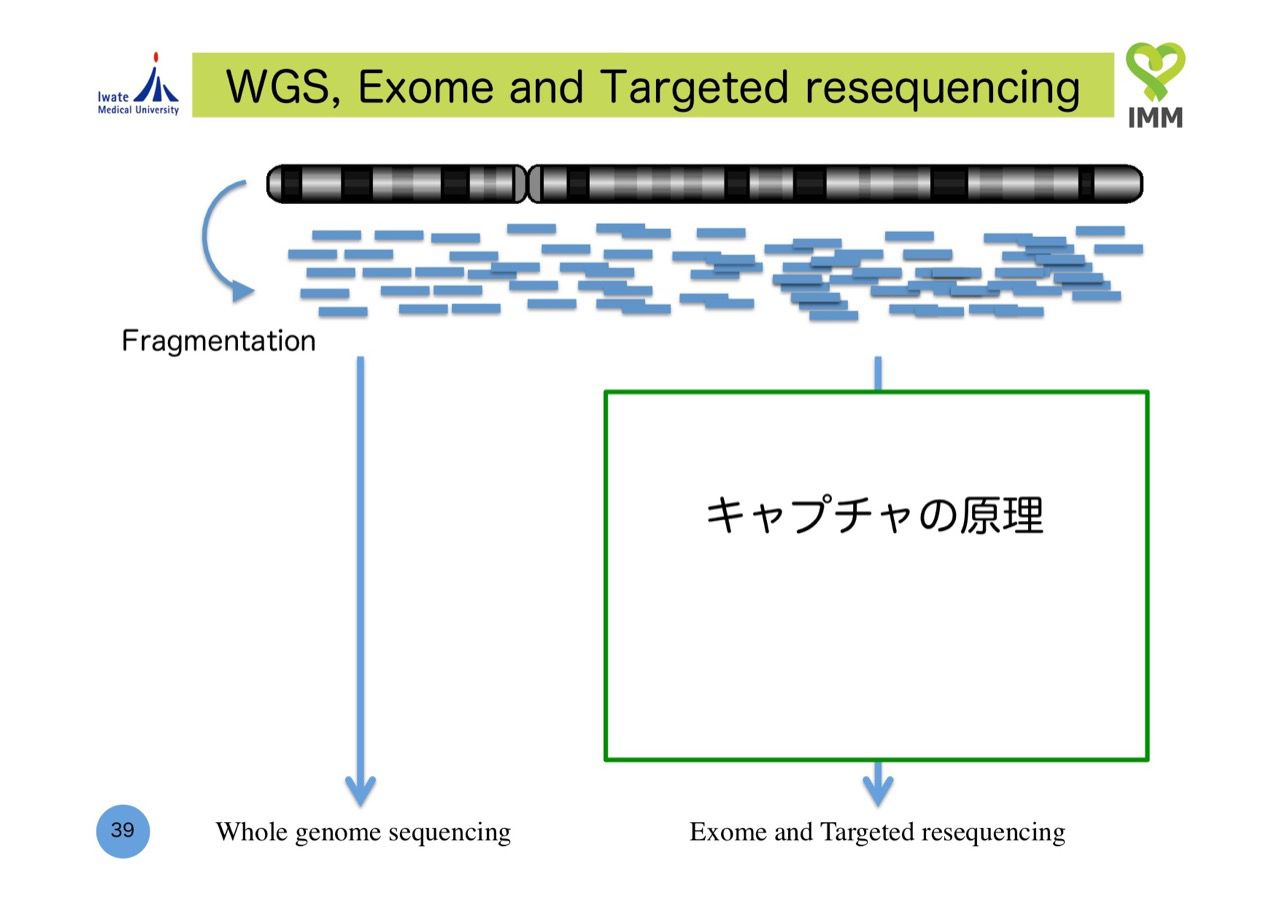 Iwate
Medical University
WGS, Exome and Targeted resequencing
IMM
Fragmentation
キャプチャの原理
39
Whole genome sequencing
Exome and Targeted resequencing